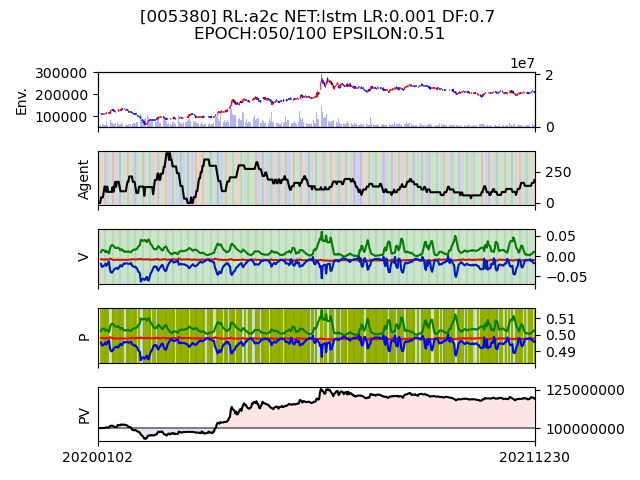 [005380] RL:a2c NET:lstm LR:0.001 DF:0.7
EPOCH:050/100 EPSILON:0.51
1e7
300000
200000
100000
Env.
2
0
Agent
250
0
V
0.05
0.00
−0.05
P
0.51
0.50
0.49
PV
125000000
100000000
20200102
20211230